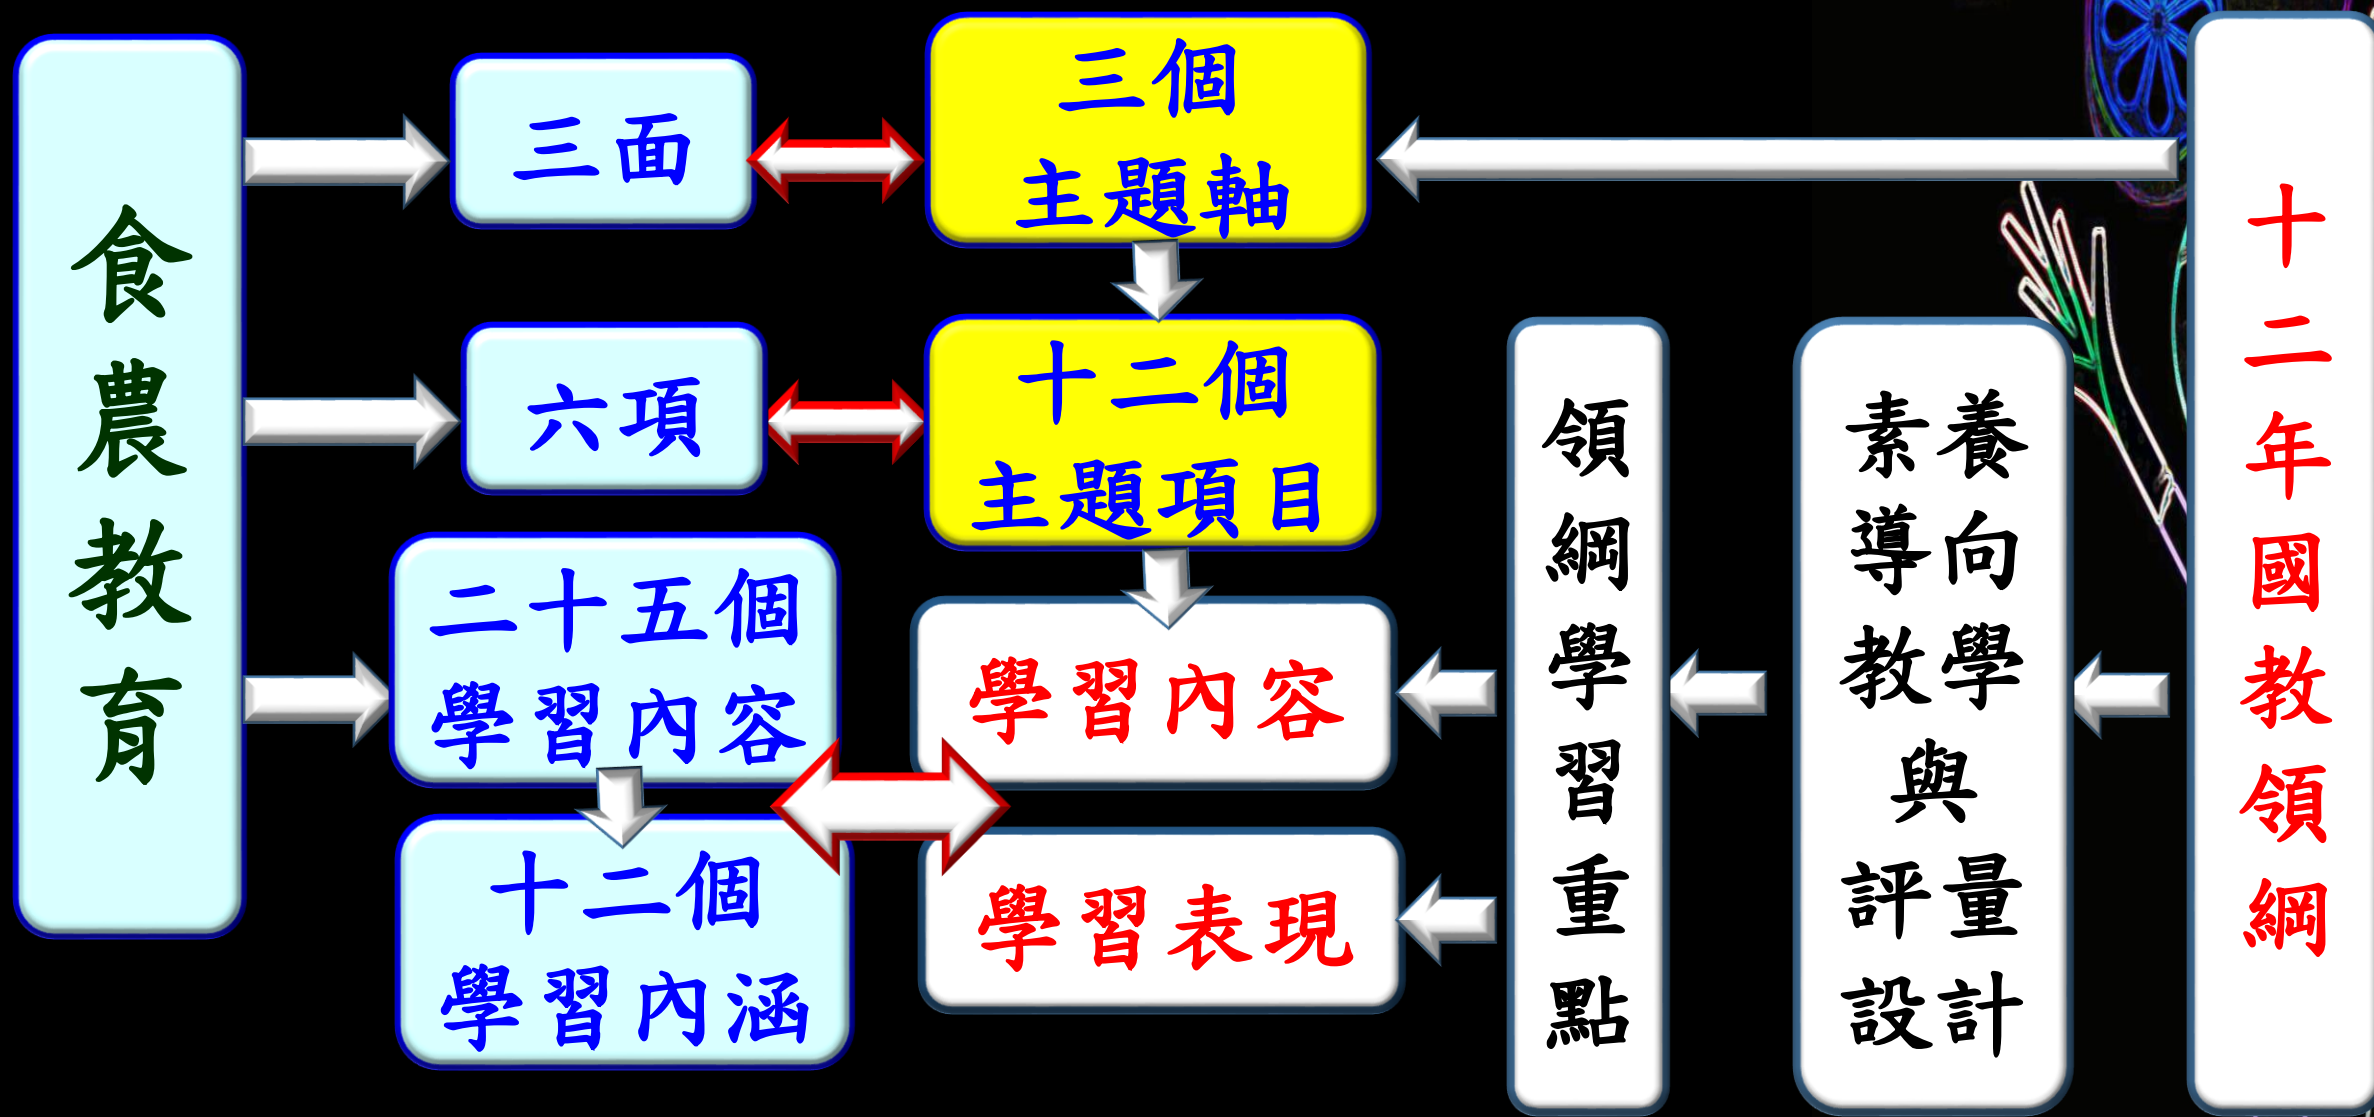 食農教育
三面
六項
二十五個
學習內容
十二個
學習內涵
三個
主題軸
十二個
主題項目
學習內容
學習表現
領綱學習重點
素養
導向
教學
與
評量
設計
十二年國教領綱